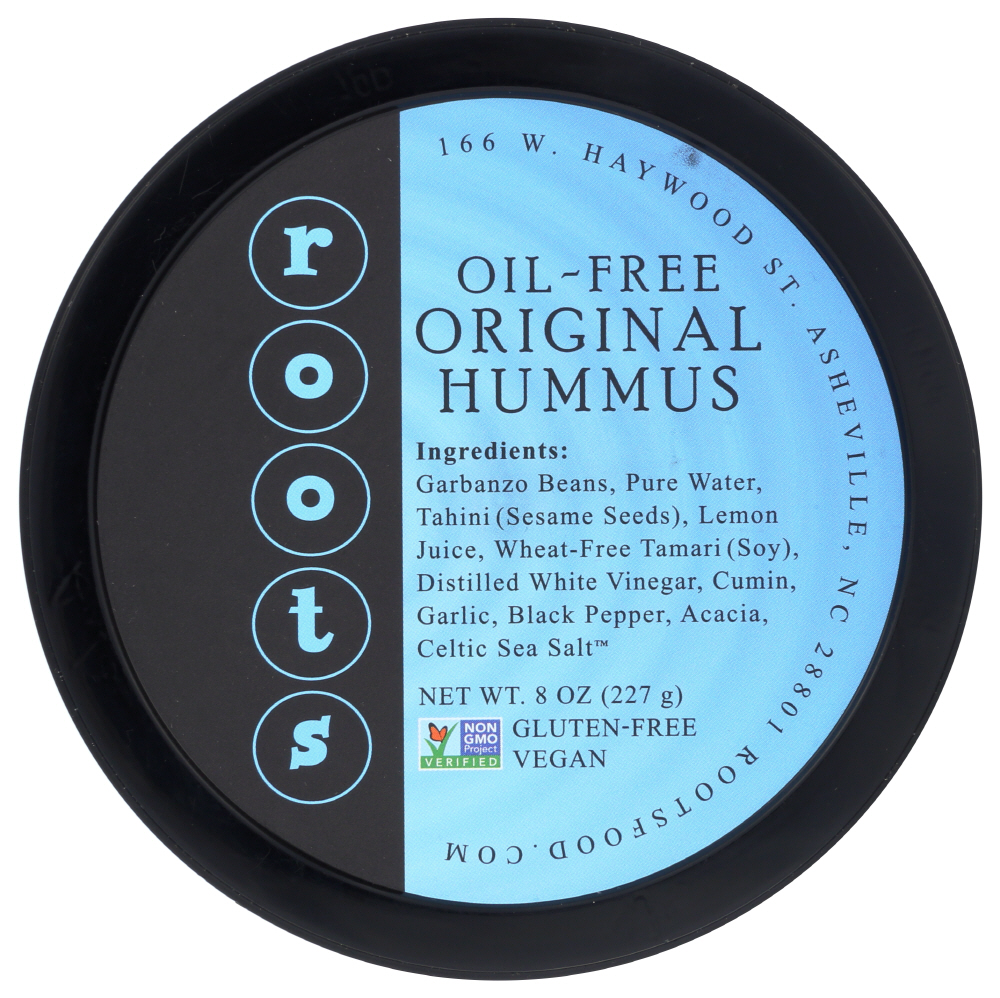 roots
166 W. HAYWOOD ST. ASHEVILLE, NC 28801 ROOTSFOOD.COM
OIL~FREE
ORIGINAL
HUMMUS
Ingredients:
Garbanzo Beans, Pure Water,
Tahini (Sesame Seeds), Lemon
Juice, Wheat-Free Tamari (Soy),
Distilled White Vinegar, Cumin,
Garlic, Black Pepper, Acacia,
Celtic Sea Salt™
NET WT. 8 OZ (227 g)
NON
GMO
Project
VERIFIED
GLUTEN-FREE
VEGAN